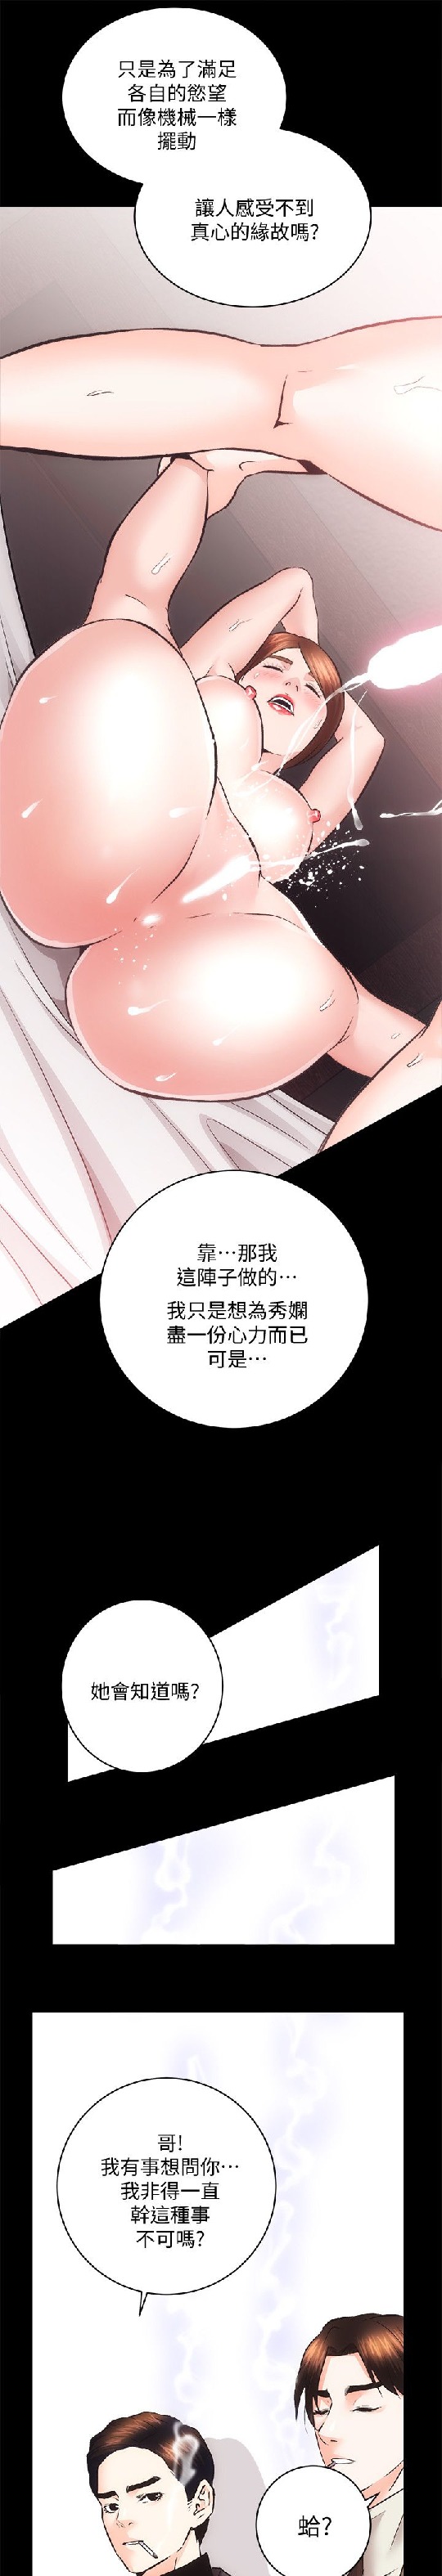 只是為了滿足
各自的慾望
而像機械一樣
擺動
讓人感受不到
真心的緣故嗎?
靠…那我
這陣子做的…
我只是想為秀嫻
盡一份心力而已
可是…
她會知道嗎?
哥!
我有事想問你…
我非得一直
幹這種事
不可嗎?
蛤?